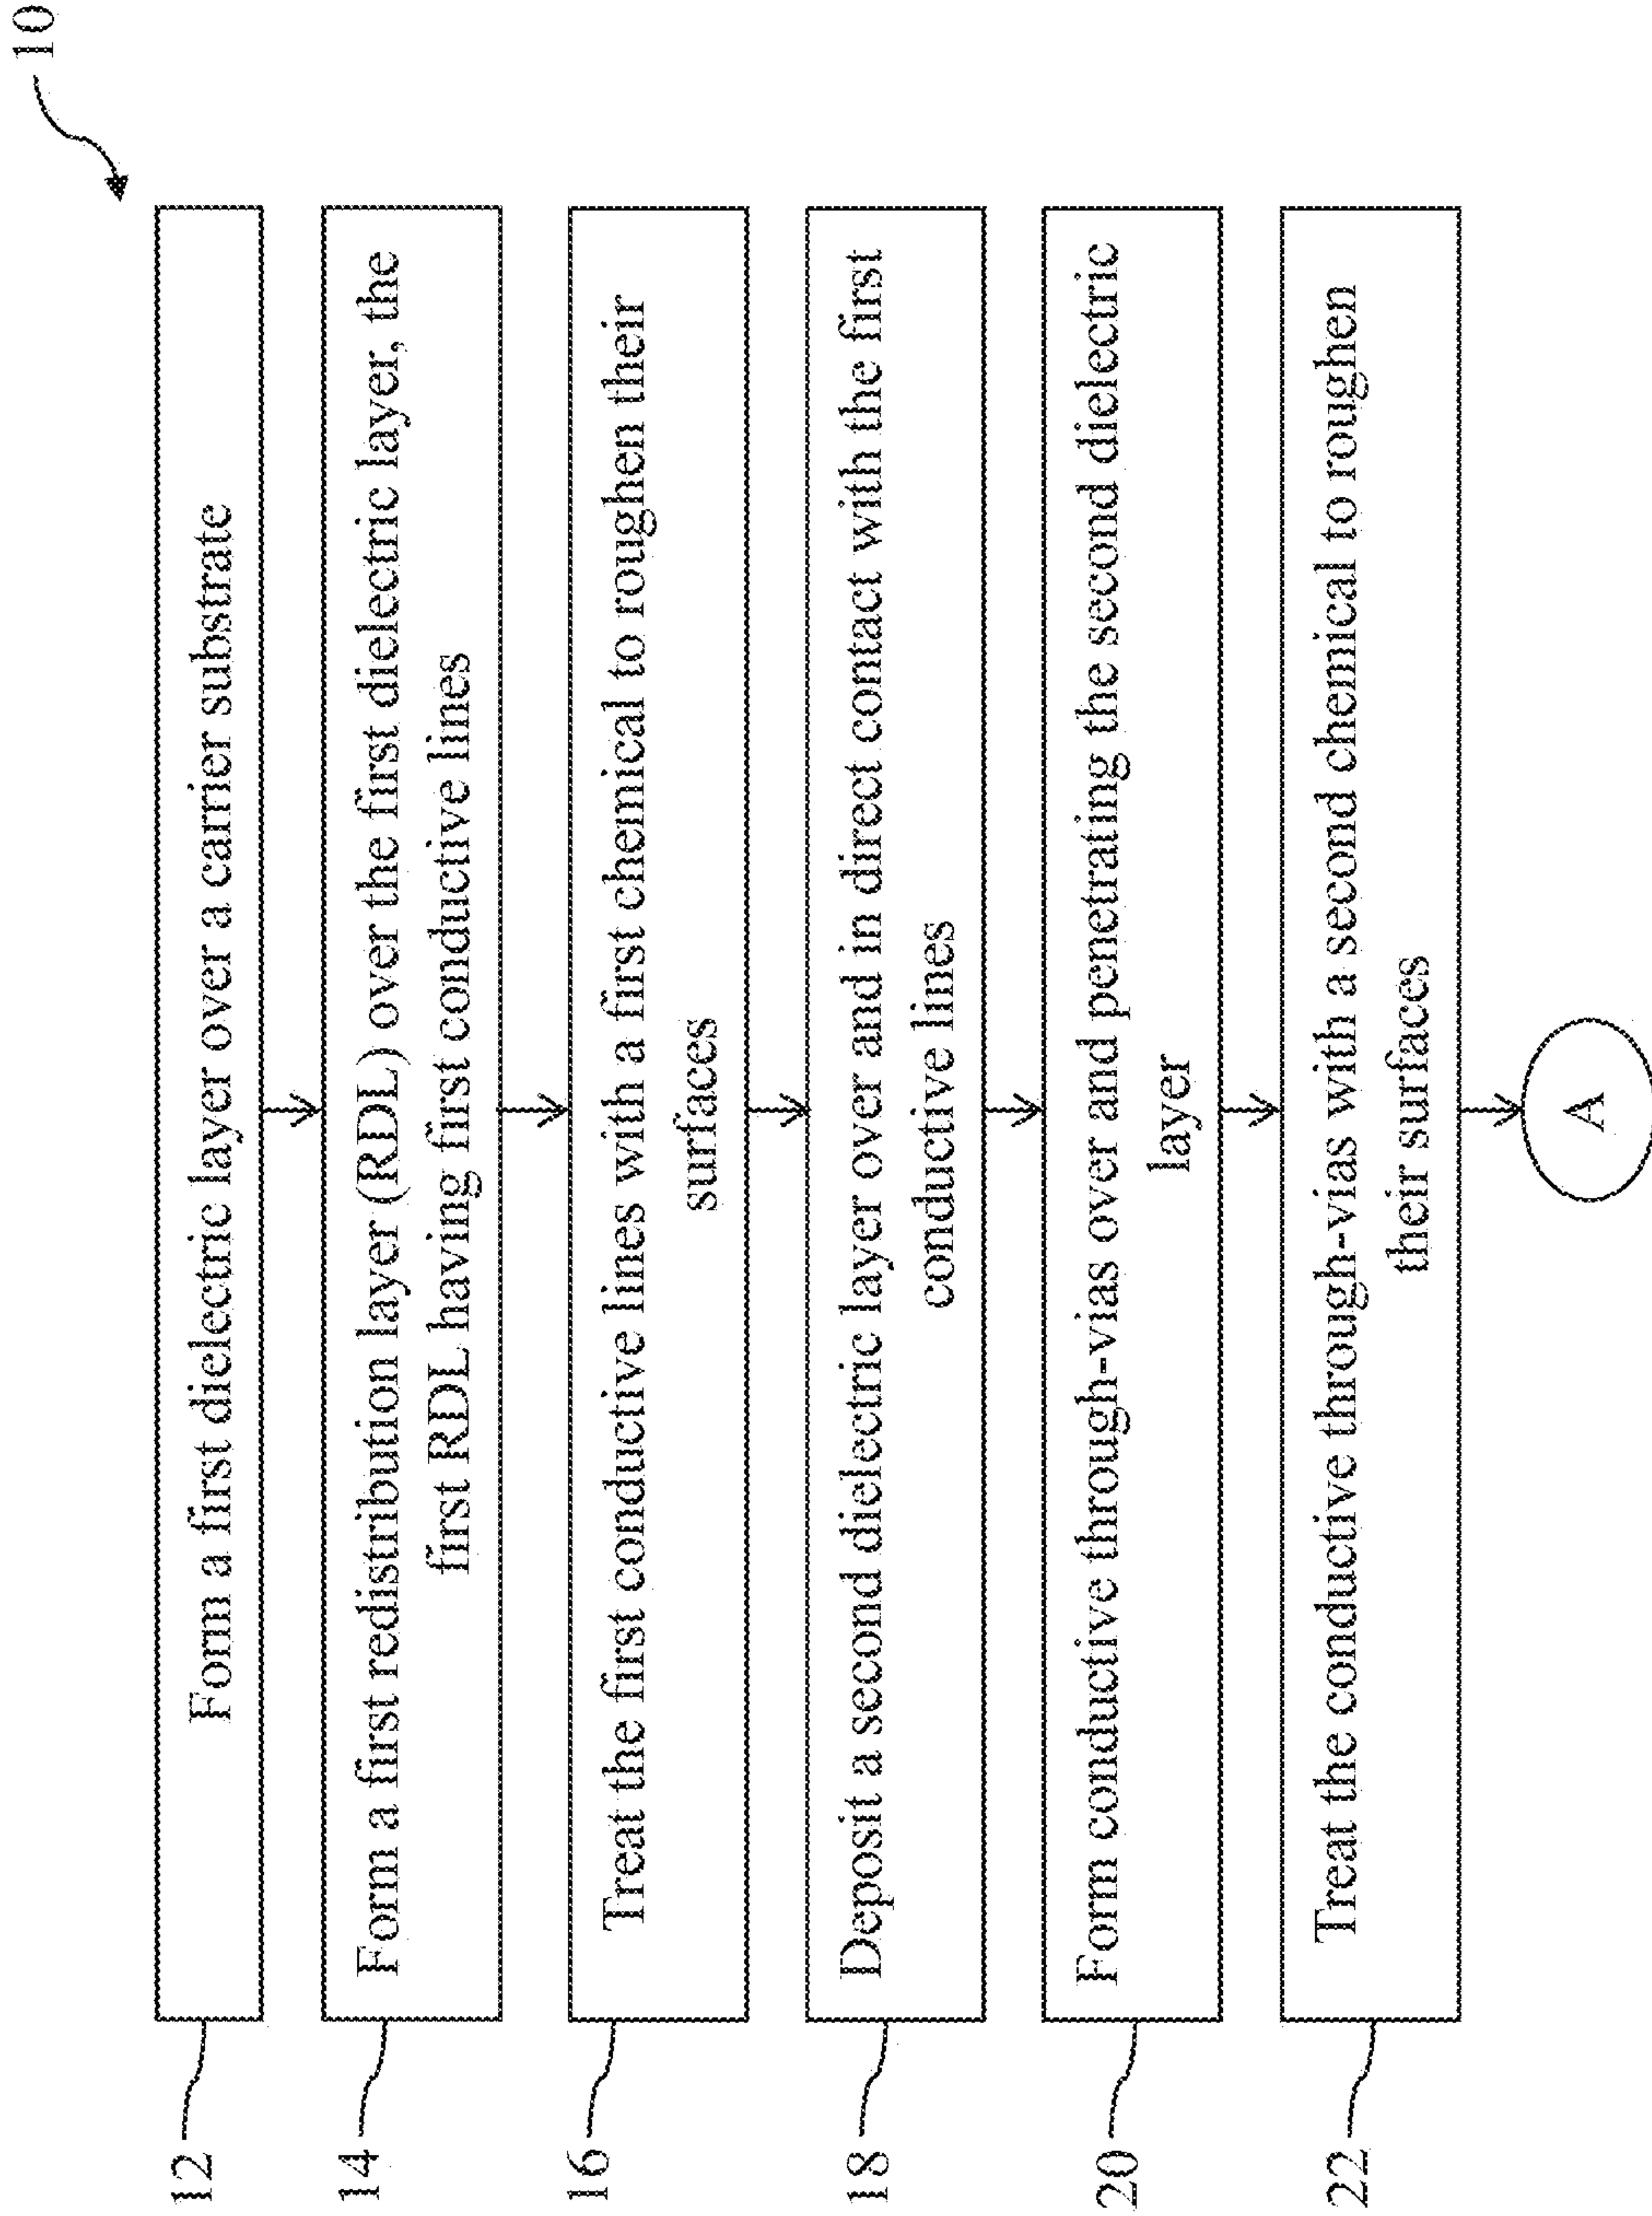 10
12
Form a first dielectric layer over a carrier substrate
14
Form a first redistribution layer (RDL) over the first dielectric layer, the
first RDL having first conductive lines
16
Treat the first conductive lines with a first chemical to roughen their
surfaces
18
Deposit a second dielectric layer over and in direct contact with the first
conductive lines
20
Form conductive through-vias over and penetrating the second dielectric
layer
22
Treat the conductive through-vias with a second chemical to roughen
their surfaces
A